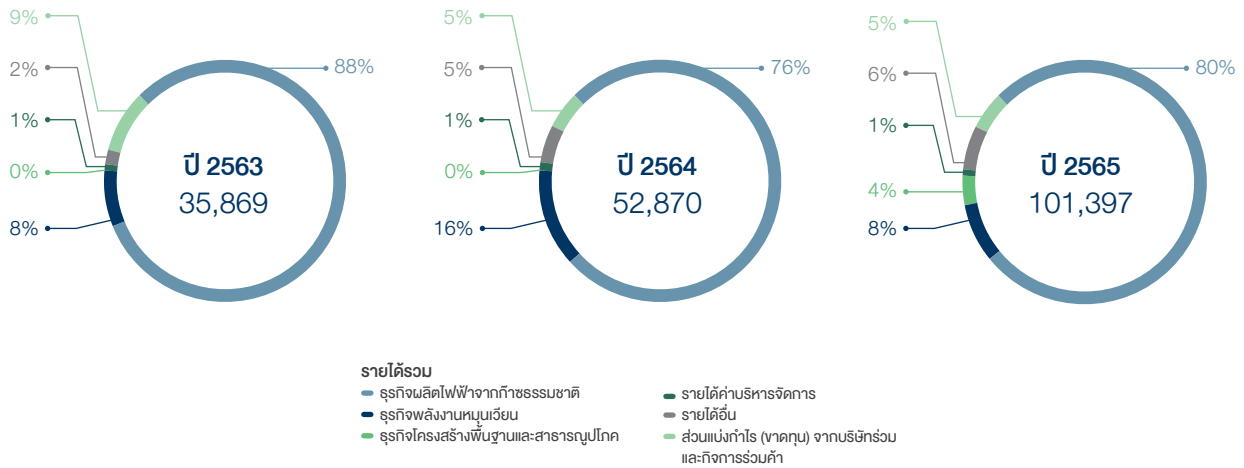 9%
2%
1%
0%
8%
88%
ปี 2563
35,869
5%
5%
1%
0%
16%
76%
ปี 2564
52,870
5%
6%
1%
4%
8%
80%
ปี 2565
101,397
รายได้รวม
ธุรกิจผลิตไฟฟ้าจากก๊าซธรรมชาติ
ธุรกิจพลังงานหมุนเวียน
ธุรกิจโครงสร้างพื้นฐานและสาธารณูปโภค
รายได้ค่าบริหารจัดการ
รายได้อื่น
ส่วนแบ่งกำไร (ขาดทุน) จากบริษัทร่วม
และกิจการร่วมค้า